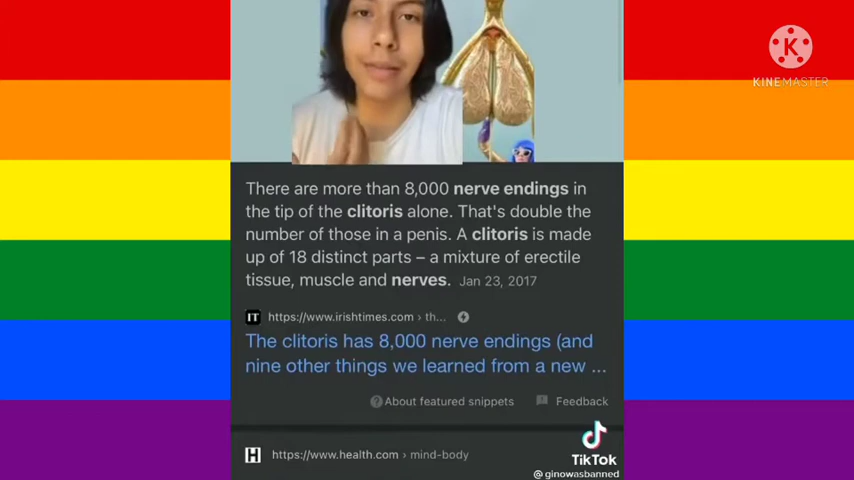 KINEMASTER
There are more than 8,000 nerve endings in
the tip of the clitoris alone. That's double the
number of those in a penis. A clitoris is made
up of 18 distinct parts – a mixture of erectile
tissue, muscle and nerves. Jan 23, 2017
IT https://www.irishtimes.com › th...
The clitoris has 8,000 nerve endings (and
nine other things we learned from a new ...
About featured snippets Feedback
H https://www.health.com › mind-body
TikTok
@ginowasbanned